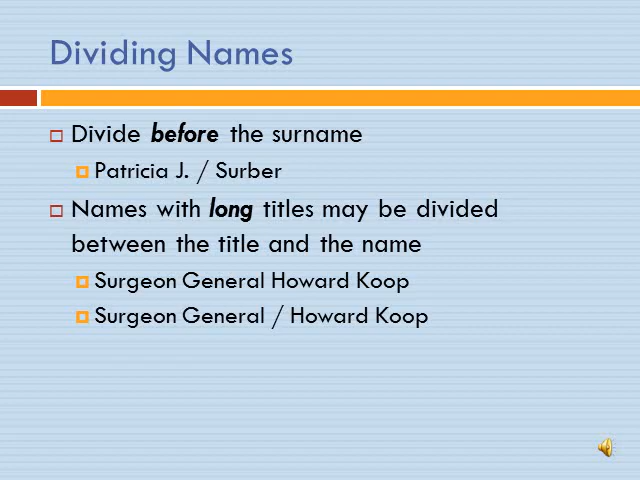 Dividing Names
Divide before the surname
Patricia J. / Surber
Names with long titles may be divided
between the title and the name
Surgeon General Howard Koop
Surgeon General / Howard Koop